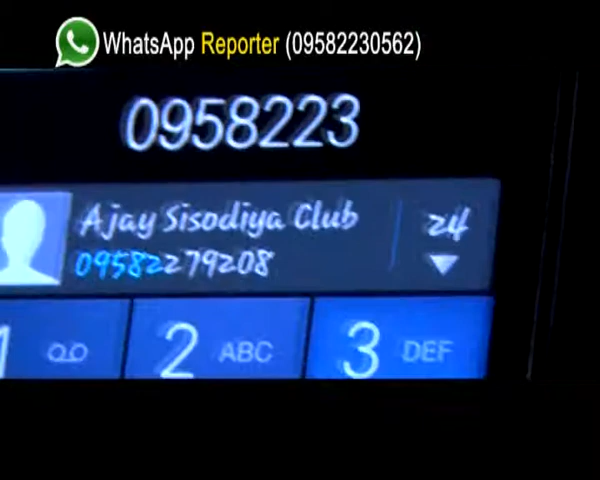 WhatsApp Reporter (09582230562)
0958223
Ajay Sisodiya Club 24
09582279208
1 2 ABC 3 DEF